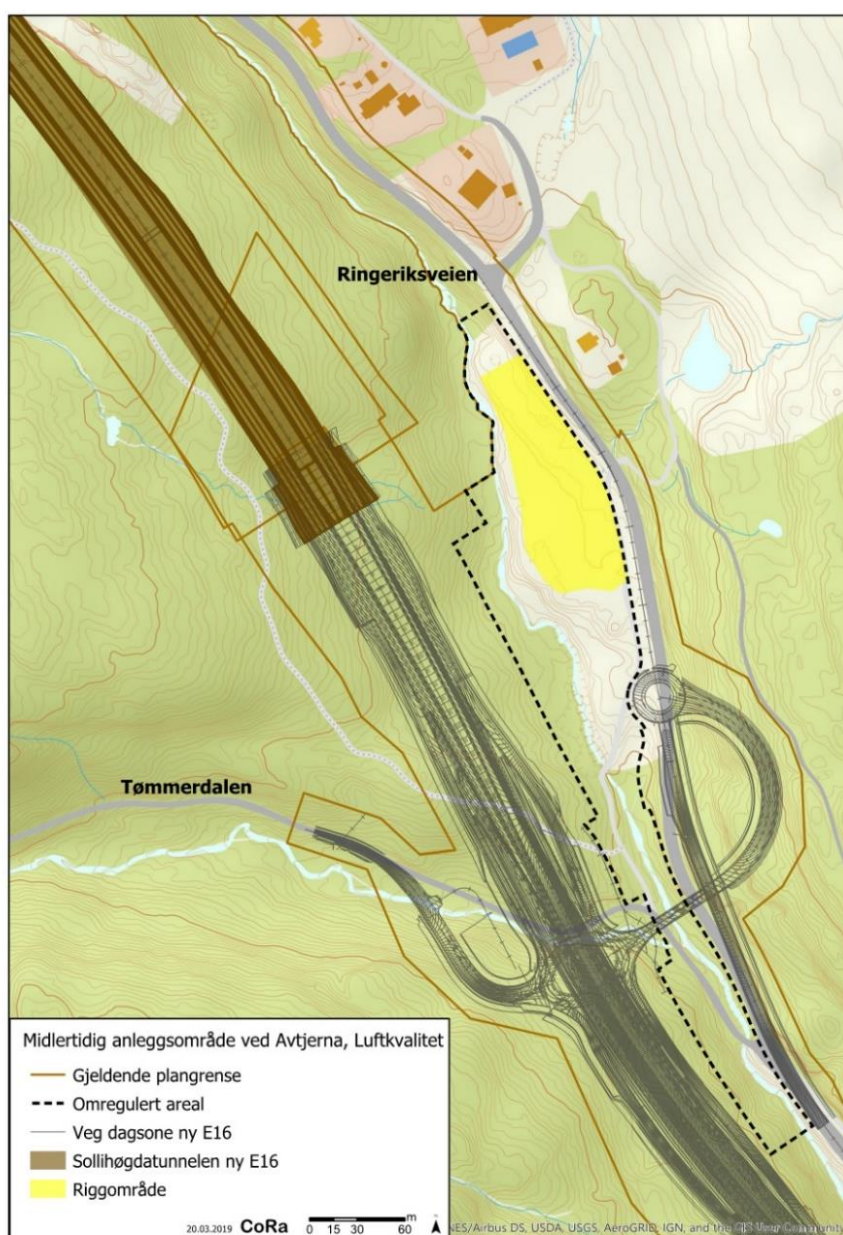 Ringeriksveien
Tømmerdalen
Midlertidig anleggsområde ved Avtjerna, Luftkvalitet
Gjeldende plangrense
Omregulert areal
Veg dagsone ny E16
Sollihøgdatunnelen ny E16
Riggområde
20.03.2019 CoRa 0 15 30 60 m
NES/Airbus DS, USDA, USGS, AeroGRID, IGN, and the GIS User Community